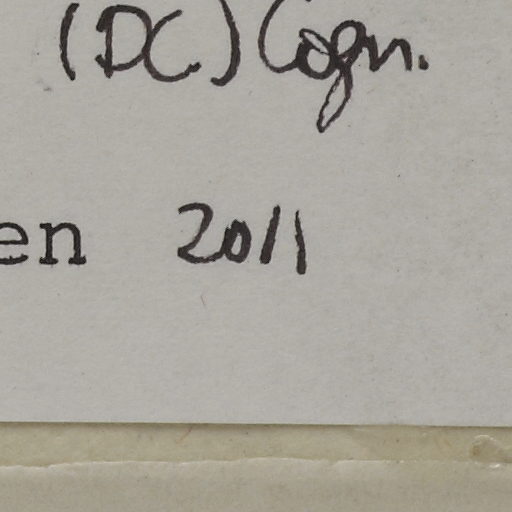 (DC) Cogn.
en 2011